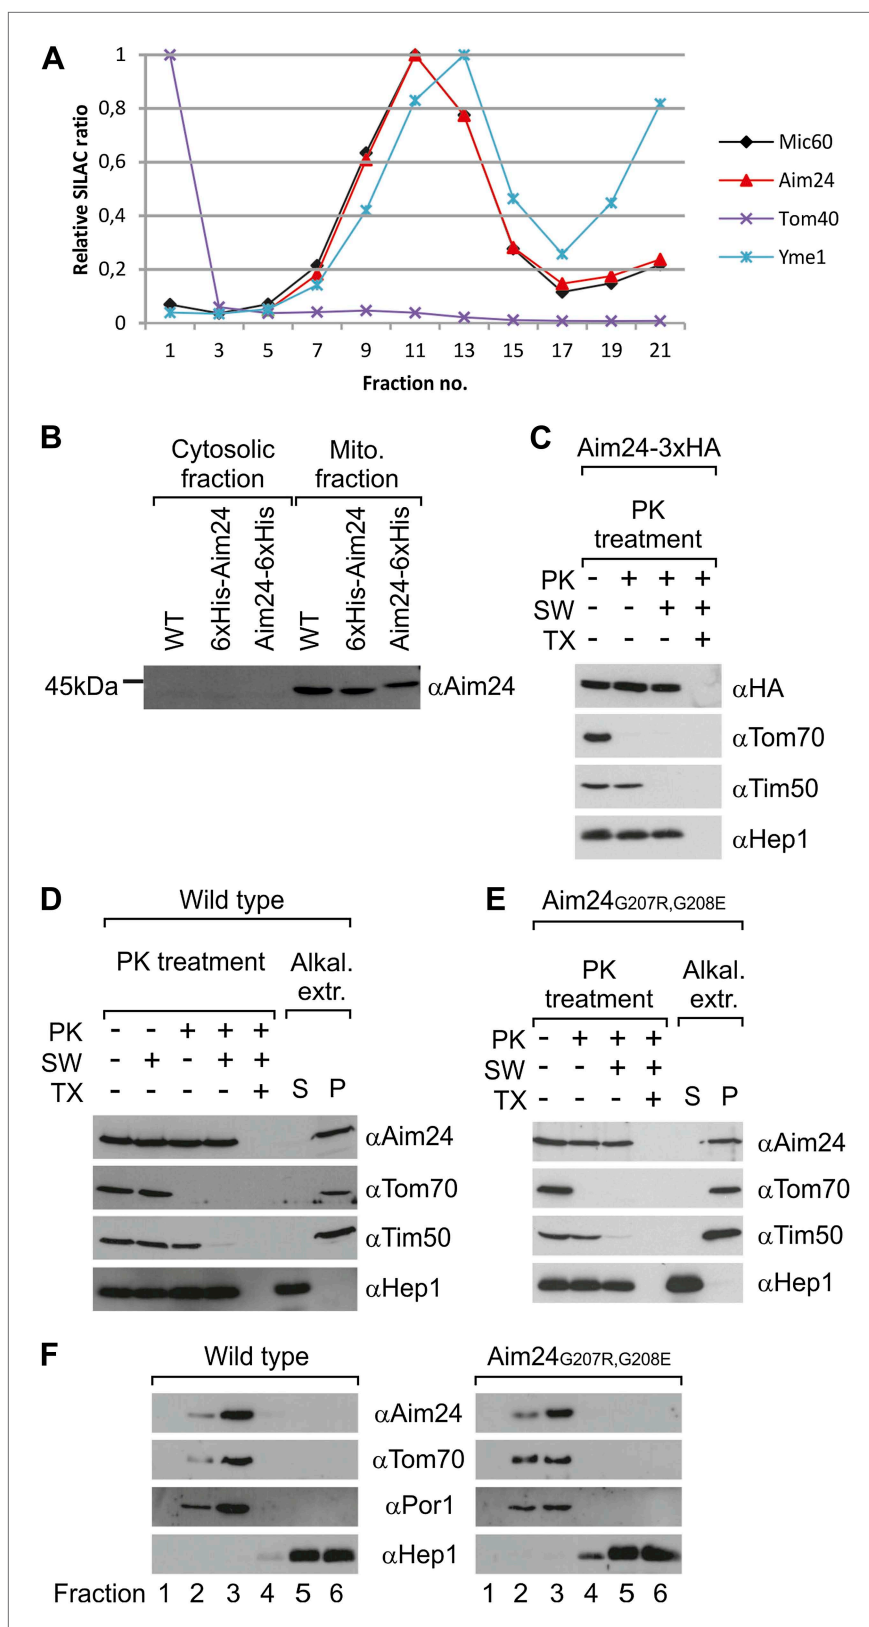 A
Relative SILAC ratio
1
0,8
0,6
0,4
0,2
0
1 3 5 7 9 11 13 15 17 19 21
Fraction no.
Mic60
Aim24
Tom40
Yme1
B
Cytosolic fraction
Mito. fraction
WT
6xHis-Aim24
Aim24-6xHis
WT
6xHis-Aim24
Aim24-6xHis
45kDa
αAim24
C
Aim24-3xHA
PK treatment
PK - + + +
SW - - + +
TX - - - +
αHA
αTom70
αTim50
αHep1
D
Wild type
PK treatment
Alkal. extr.
PK - - + + +
SW - + - + +
TX - - - - + S P
αAim24
αTom70
αTim50
αHep1
E
Aim24G207R,G208E
PK treatment
Alkal. extr.
PK - + + +
SW - - + +
TX - - - + S P
αAim24
αTom70
αTim50
αHep1
F
Wild type
Aim24G207R,G208E
αAim24
αTom70
αPor1
αHep1
Fraction 1 2 3 4 5 6 1 2 3 4 5 6